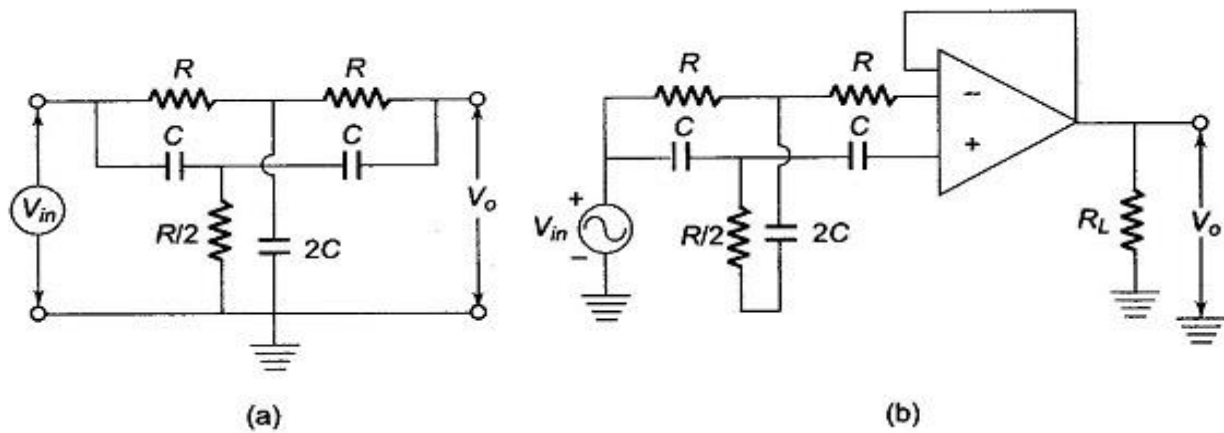 R R
C C
V_in
R/2 2C
V_o
(a)
R R
C C
−
+
+
V_in
−
R/2 2C
R_L
V_o
(b)